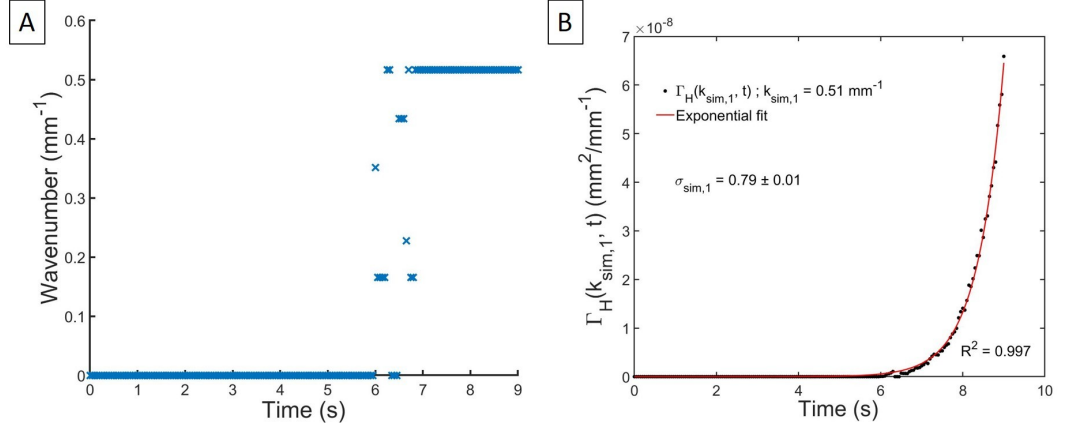 A
Wavenumber (mm⁻¹)
0.6
0.5
0.4
0.3
0.2
0.1
0
0 1 2 3 4 5 6 7 8 9
Time (s)
B
Γ_H(k_sim,1, t) (mm²/mm⁻¹)
×10⁻⁸
7
6
5
4
3
2
1
0
Γ_H(k_sim,1, t) ; k_sim,1 = 0.51 mm⁻¹
Exponential fit
σ_sim,1 = 0.79 ± 0.01
R² = 0.997
0 2 4 6 8 10
Time (s)